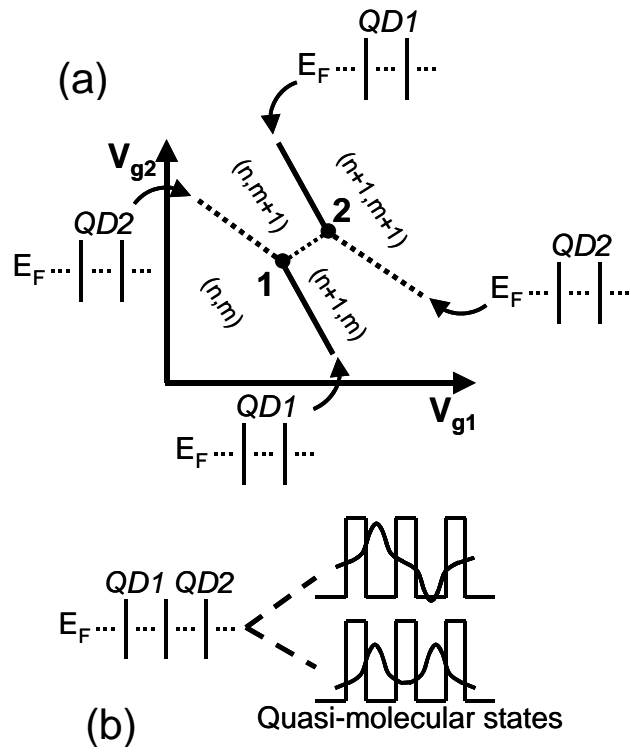 QD1
E_F
(a)
V_g2
(n,m+1)
(n+1,m+1)
2
QD2
E_F
1
(n,m)
(n+1,m)
QD2
E_F
V_g1
QD1
E_F
QD1 QD2
E_F
(b)
Quasi-molecular states